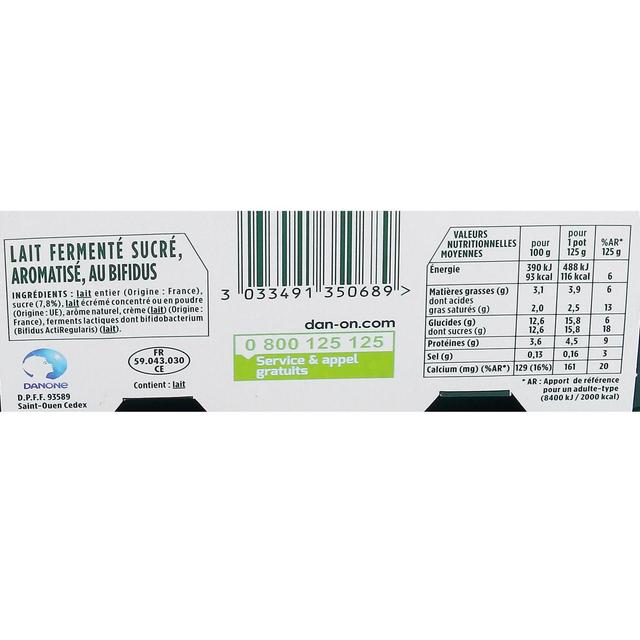 LAIT FERMENTÉ SUCRÉ,
AROMATISÉ, AU BIFIDUS
INGRÉDIENTS : lait entier (Origine : France),
sucre (7,8%), lait écrémé concentré ou en poudre
(Origine : UE), arôme naturel, crème (lait) (Origine :
France), ferments lactiques dont bifidobacterium
(Bifidus ActiRegularis) (lait).
DANONE
D.P.F.F. 93589
Saint-Ouen Cedex
FR
59.043.030
CE
Contient : lait
3 033491 350689 >
dan-on.com
0 800 125 125
Service & appel
gratuits
VALEURS NUTRITIONNELLES MOYENNES pour 100 g pour 1 pot 125 g %AR* 125 g
Énergie 390 kJ 93 kcal 488 kJ 116 kcal 6
Matières grasses (g) 3,1 3,9 6
dont acides
gras saturés (g) 2,0 2,5 13
Glucides (g) 12,6 15,8 6
dont sucres (g) 12,6 15,8 18
Protéines (g) 3,6 4,5 9
Sel (g) 0,13 0,16 3
Calcium (mg) (%AR*) 129 (16%) 161 20
* AR : Apport de référence
pour un adulte-type
(8400 kJ / 2000 kcal)